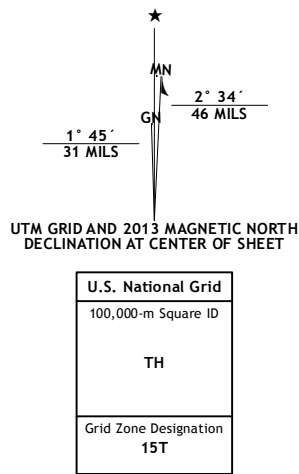 ★
MN
GN
2° 34´
46 MILS
1° 45´
31 MILS
UTM GRID AND 2013 MAGNETIC NORTH
DECLINATION AT CENTER OF SHEET
U.S. National Grid
100,000-m Square ID
TH
Grid Zone Designation
15T